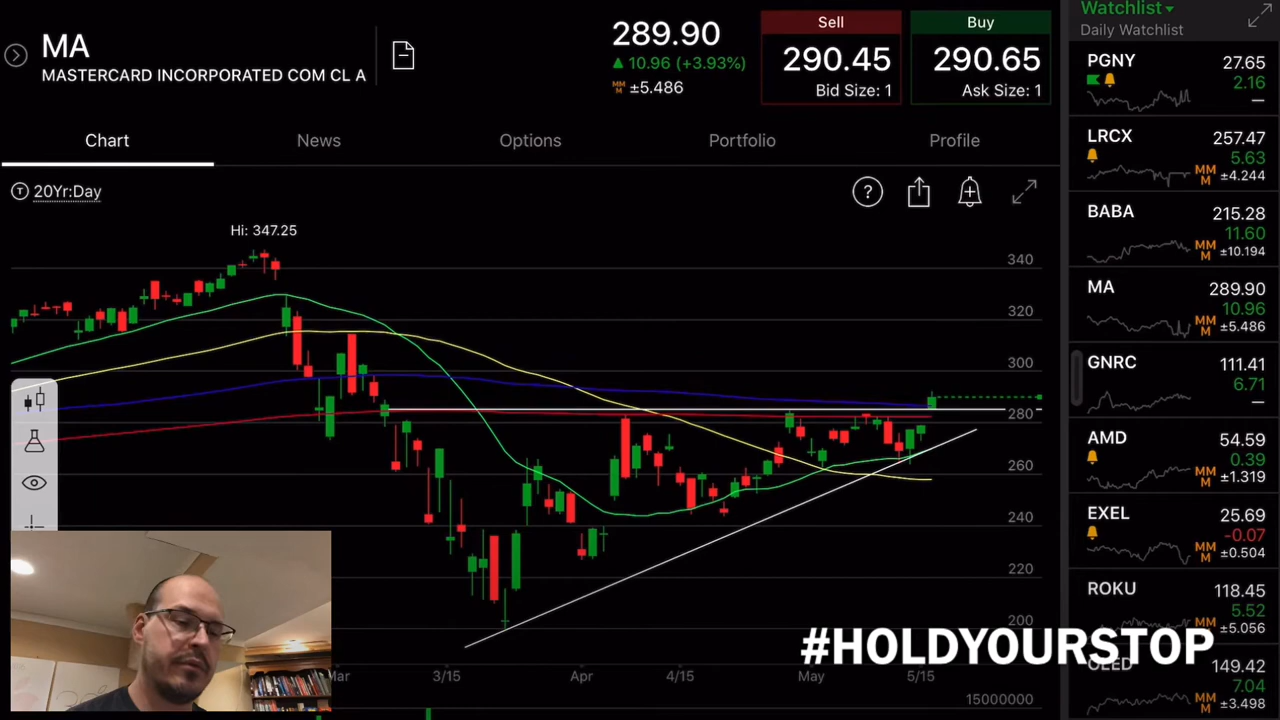 MA
MASTERCARD INCORPORATED COM CL A
289.90
10.96 (+3.93%)
MM M ±5.486
Sell
290.45
Bid Size: 1
Buy
290.65
Ask Size: 1
Chart
News
Options
Portfolio
Profile
T 20Yr:Day
?
Hi: 347.25
340
320
300
280
260
240
220
200
15000000
Mar
3/15
Apr
4/15
May
5/15
Watchlist
Daily Watchlist
PGNY 27.65
2.16
LRCX 257.47
5.63
MM M ±4.244
BABA 215.28
11.60
MM M ±10.194
MA 289.90
10.96
MM M ±5.486
GNRC 111.41
6.71
AMD 54.59
0.39
MM M ±1.319
EXEL 25.69
-0.07
MM M ±0.504
ROKU 118.45
5.52
MM M ±5.056
OLED 149.42
7.04
MM M ±3.498
#HOLDYOURSTOP